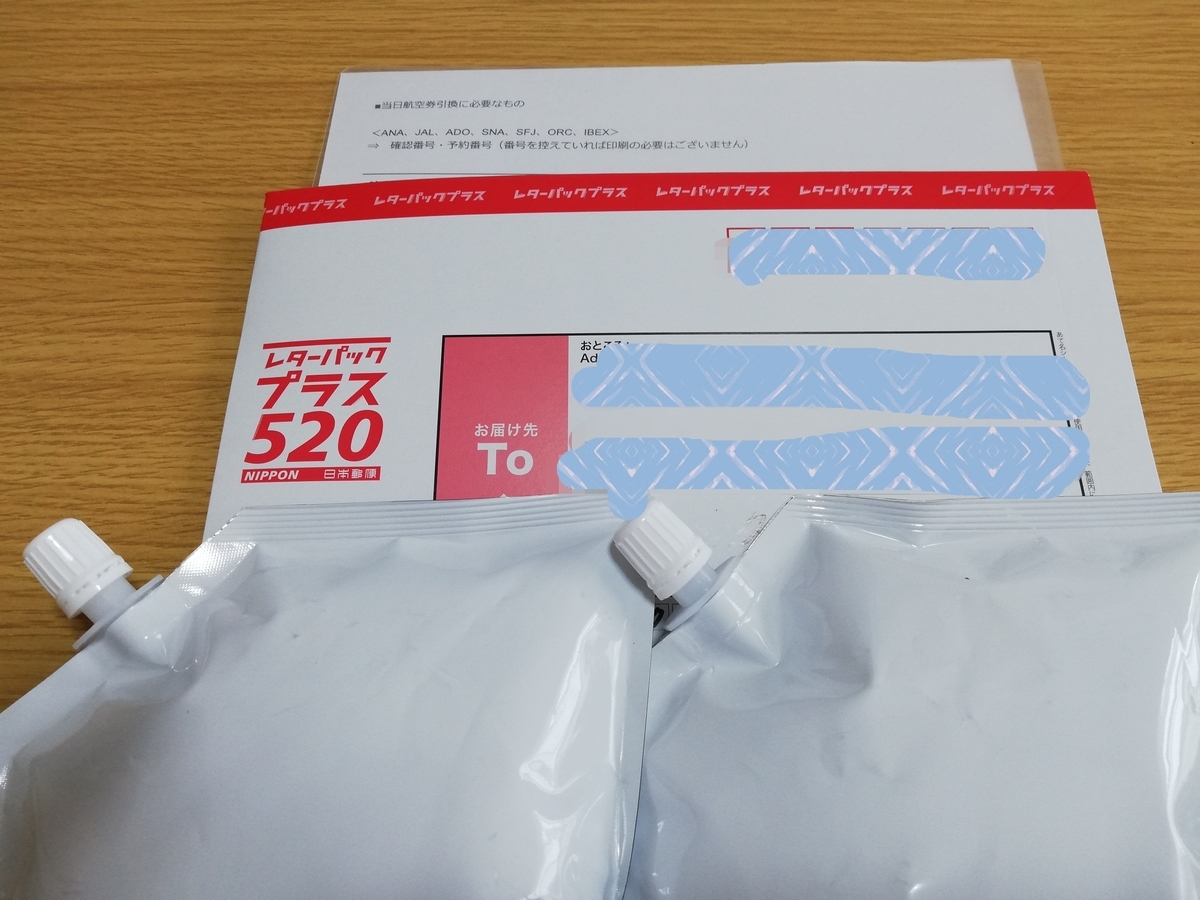 ■当日航空券引換に必要なもの
＜ANA、JAL、ADO、SNA、SFJ、ORC、IBEX＞
⇒ 確認番号・予約番号（番号を控えていれば印刷の必要はございません）
ーパックプラス レターパックプラス レターパックプラス レターパックプラス レターパックプラス レターパックプラス
レターパック
プラス
520
NIPPON 日本郵便
おところ
Ad
お届け先
To